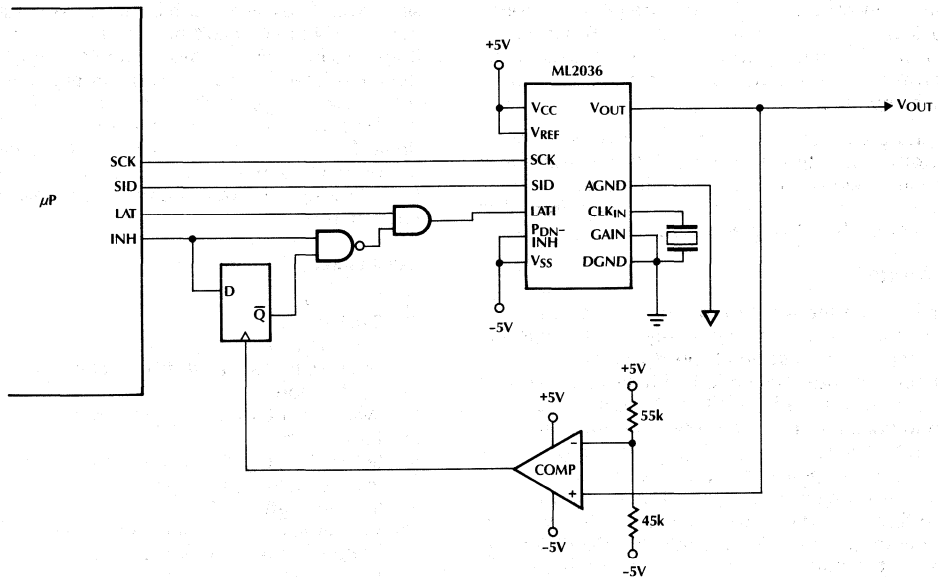 +5V
ML2036
VCC
VOUT
VOUT
VREF
SCK
SCK
SID
SID
AGND
µP
LAT
LATI
CLKIN
INH
PDN-
INH
GAIN
VSS
DGND
D
Q̅
-5V
+5V
+5V
55k
-
COMP
+
45k
-5V
-5V